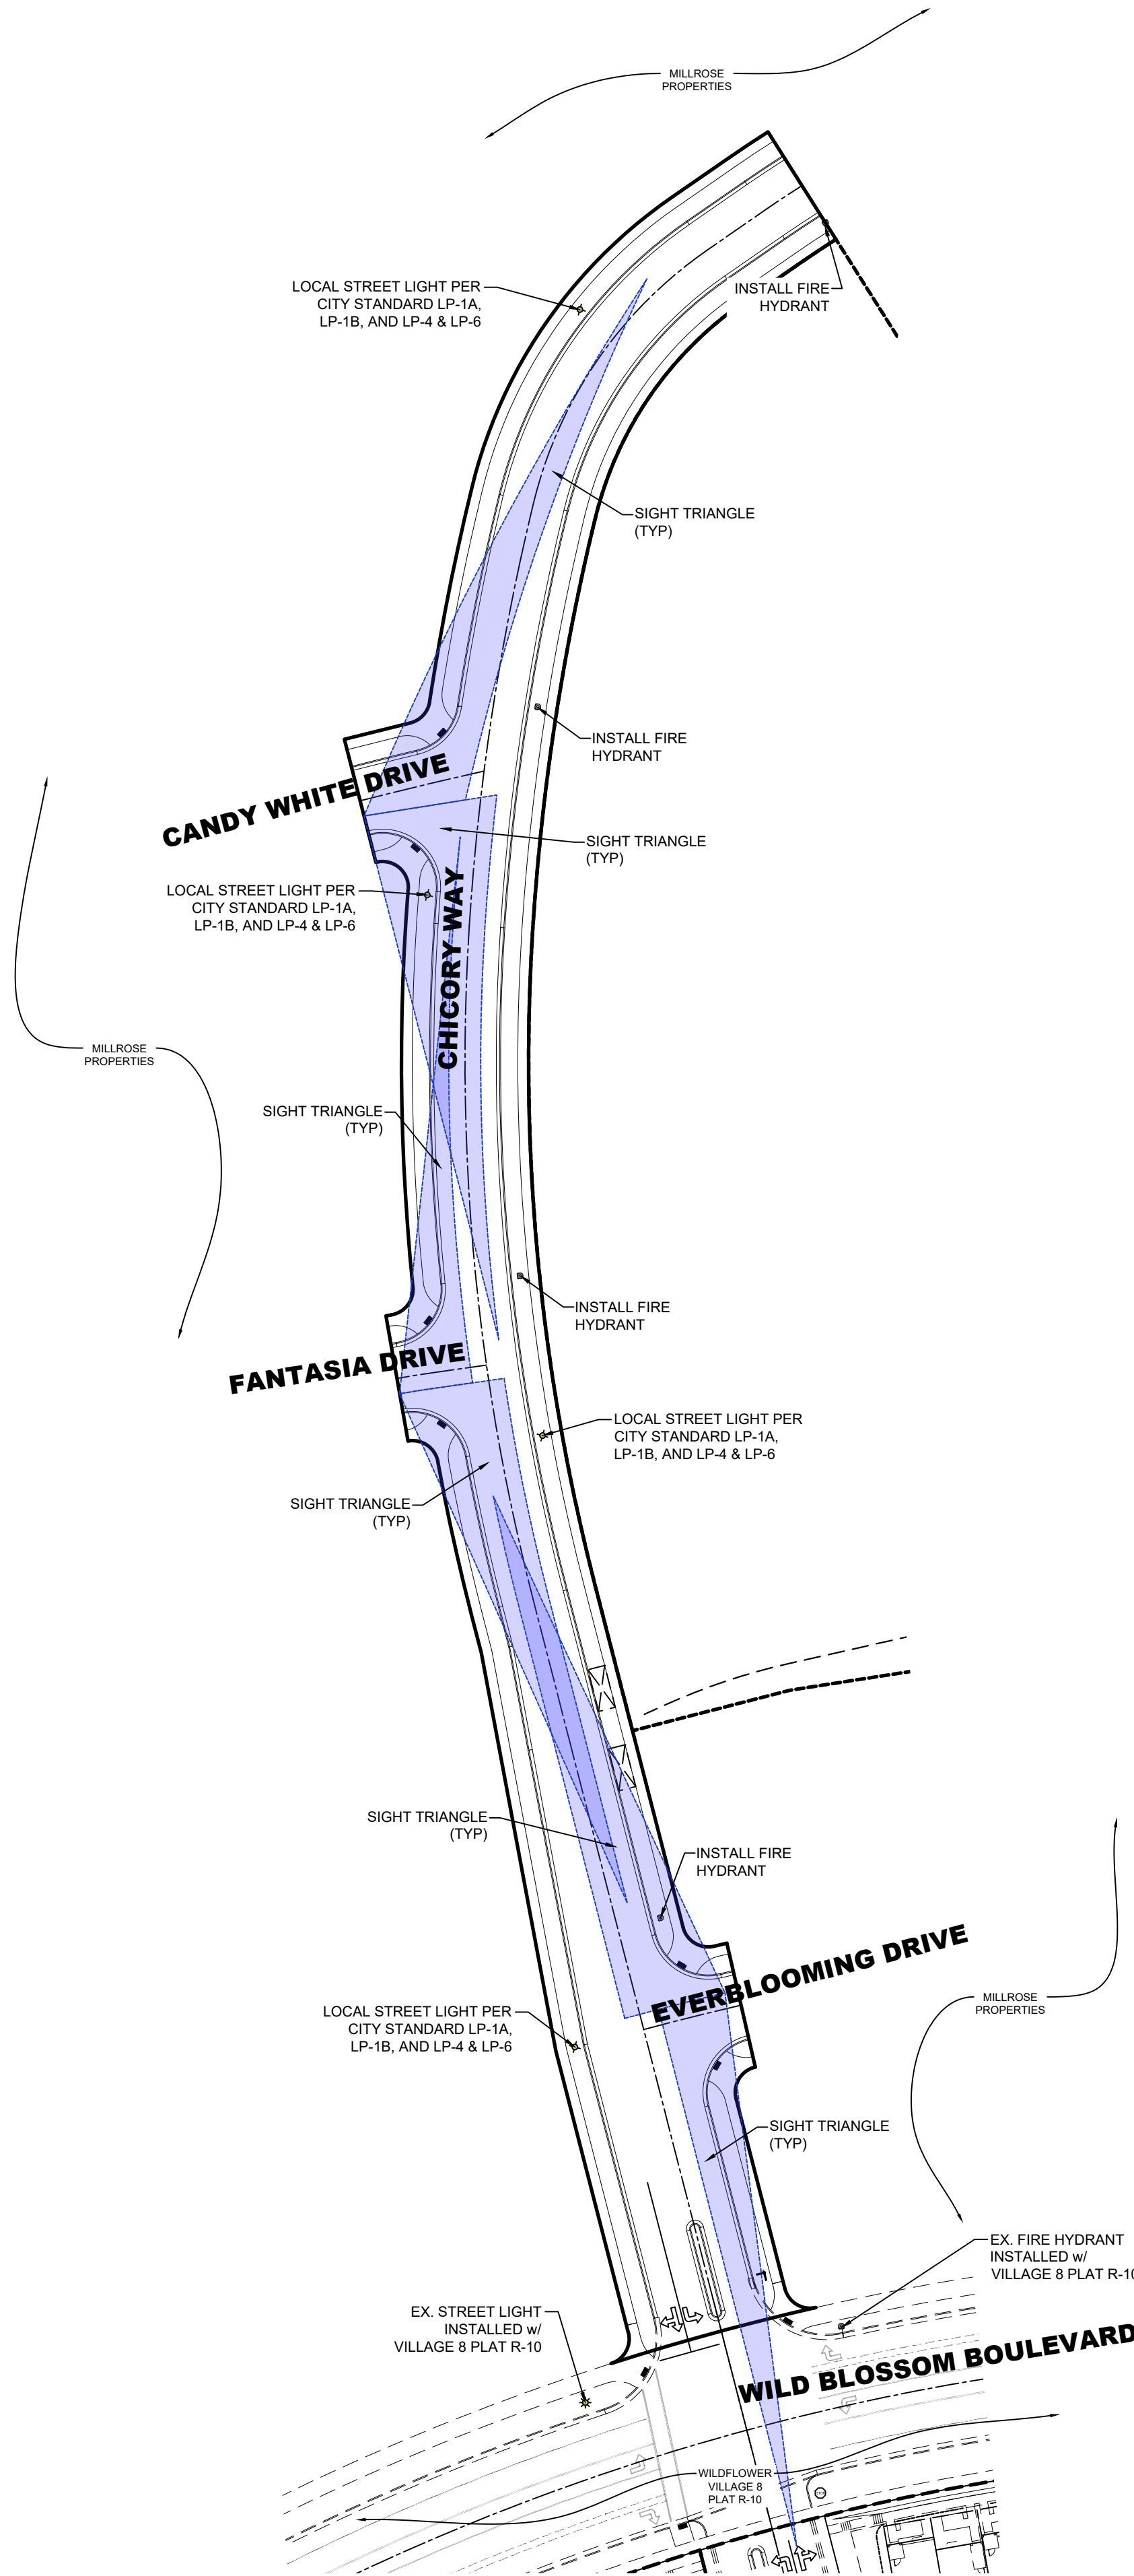 MILLROSE
PROPERTIES
LOCAL STREET LIGHT PER
CITY STANDARD LP-1A,
LP-1B, AND LP-4 & LP-6
INSTALL FIRE
HYDRANT
SIGHT TRIANGLE
(TYP)
INSTALL FIRE
HYDRANT
CANDY WHITE DRIVE
SIGHT TRIANGLE
(TYP)
LOCAL STREET LIGHT PER
CITY STANDARD LP-1A,
LP-1B, AND LP-4 & LP-6
CHICORY WAY
MILLROSE
PROPERTIES
SIGHT TRIANGLE
(TYP)
INSTALL FIRE
HYDRANT
FANTASIA DRIVE
LOCAL STREET LIGHT PER
CITY STANDARD LP-1A,
LP-1B, AND LP-4 & LP-6
SIGHT TRIANGLE
(TYP)
SIGHT TRIANGLE
(TYP)
INSTALL FIRE
HYDRANT
EVERBLOOMING DRIVE
MILLROSE
PROPERTIES
LOCAL STREET LIGHT PER
CITY STANDARD LP-1A,
LP-1B, AND LP-4 & LP-6
SIGHT TRIANGLE
(TYP)
EX. FIRE HYDRANT
INSTALLED w/
VILLAGE 8 PLAT R-10
EX. STREET LIGHT
INSTALLED w/
VILLAGE 8 PLAT R-10
WILD BLOSSOM BOULEVARD
WILDFLOWER
VILLAGE 8
PLAT R-10